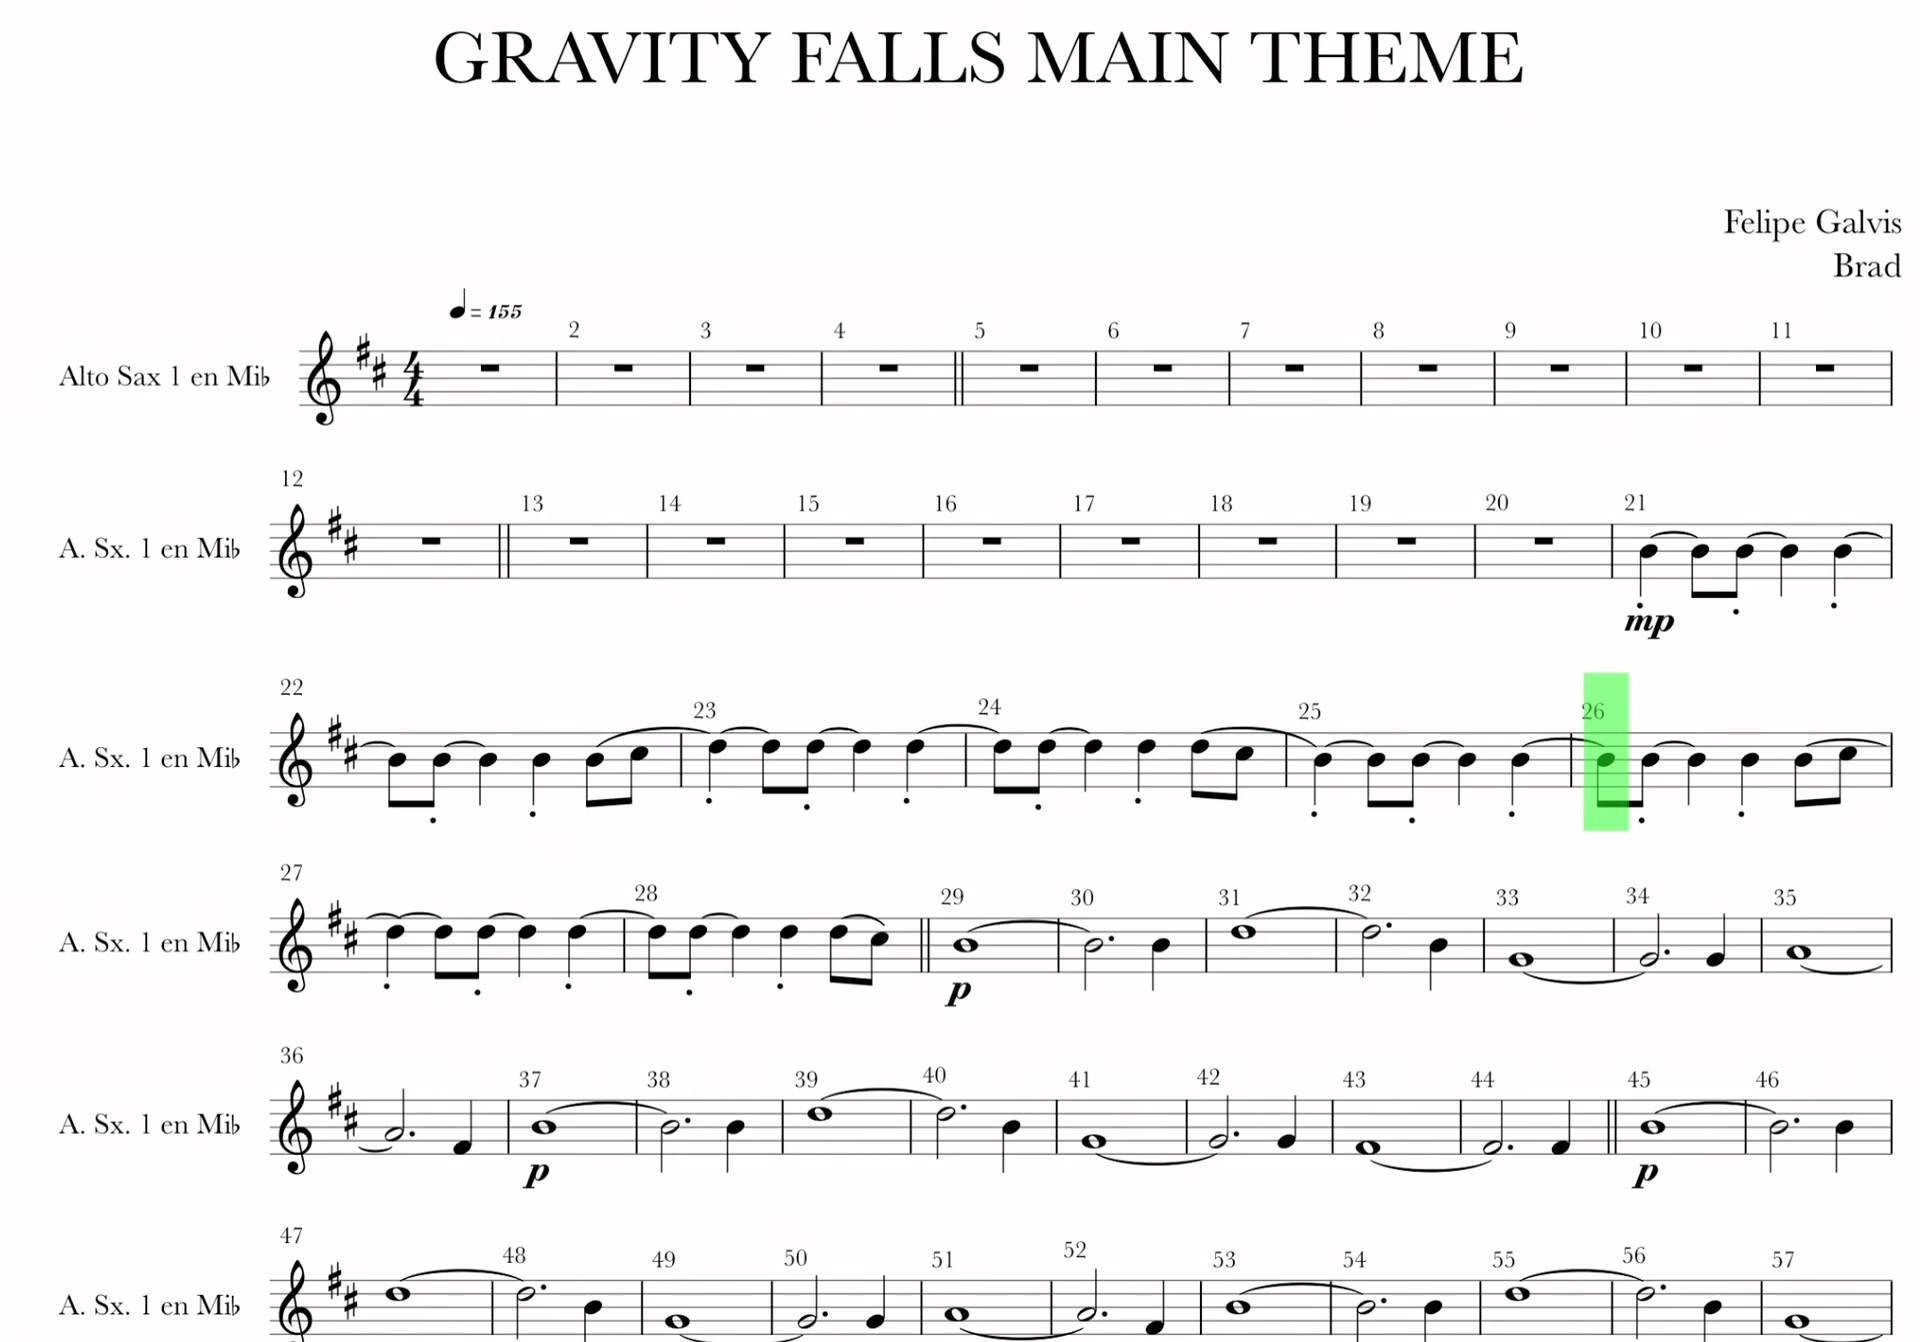 GRAVITY FALLS MAIN THEME
Felipe Galvis
Brad
= 155
2 3 4 5 6 7 8 9 10 11
Alto Sax 1 en Mi♭
12 13 14 15 16 17 18 19 20 21
A. Sx. 1 en Mi♭
mp
22 23 24 25 26
A. Sx. 1 en Mi♭
27 28 29 30 31 32 33 34 35
A. Sx. 1 en Mi♭
p
36 37 38 39 40 41 42 43 44 45 46
A. Sx. 1 en Mi♭
p p
47 48 49 50 51 52 53 54 55 56 57
A. Sx. 1 en Mi♭